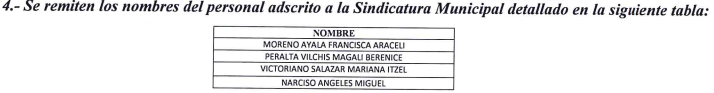 4.- Se remiten los nombres del personal adscrito a la Sindicatura Municipal detallado en la siguiente tabla:
NOMBRE
MORENO AYALA FRANCISCA ARACELI
PERALTA VILCHIS MAGALI BERENICE
VICTORIANO SALAZAR MARIANA ITZEL
NARCISO ANGELES MIGUEL